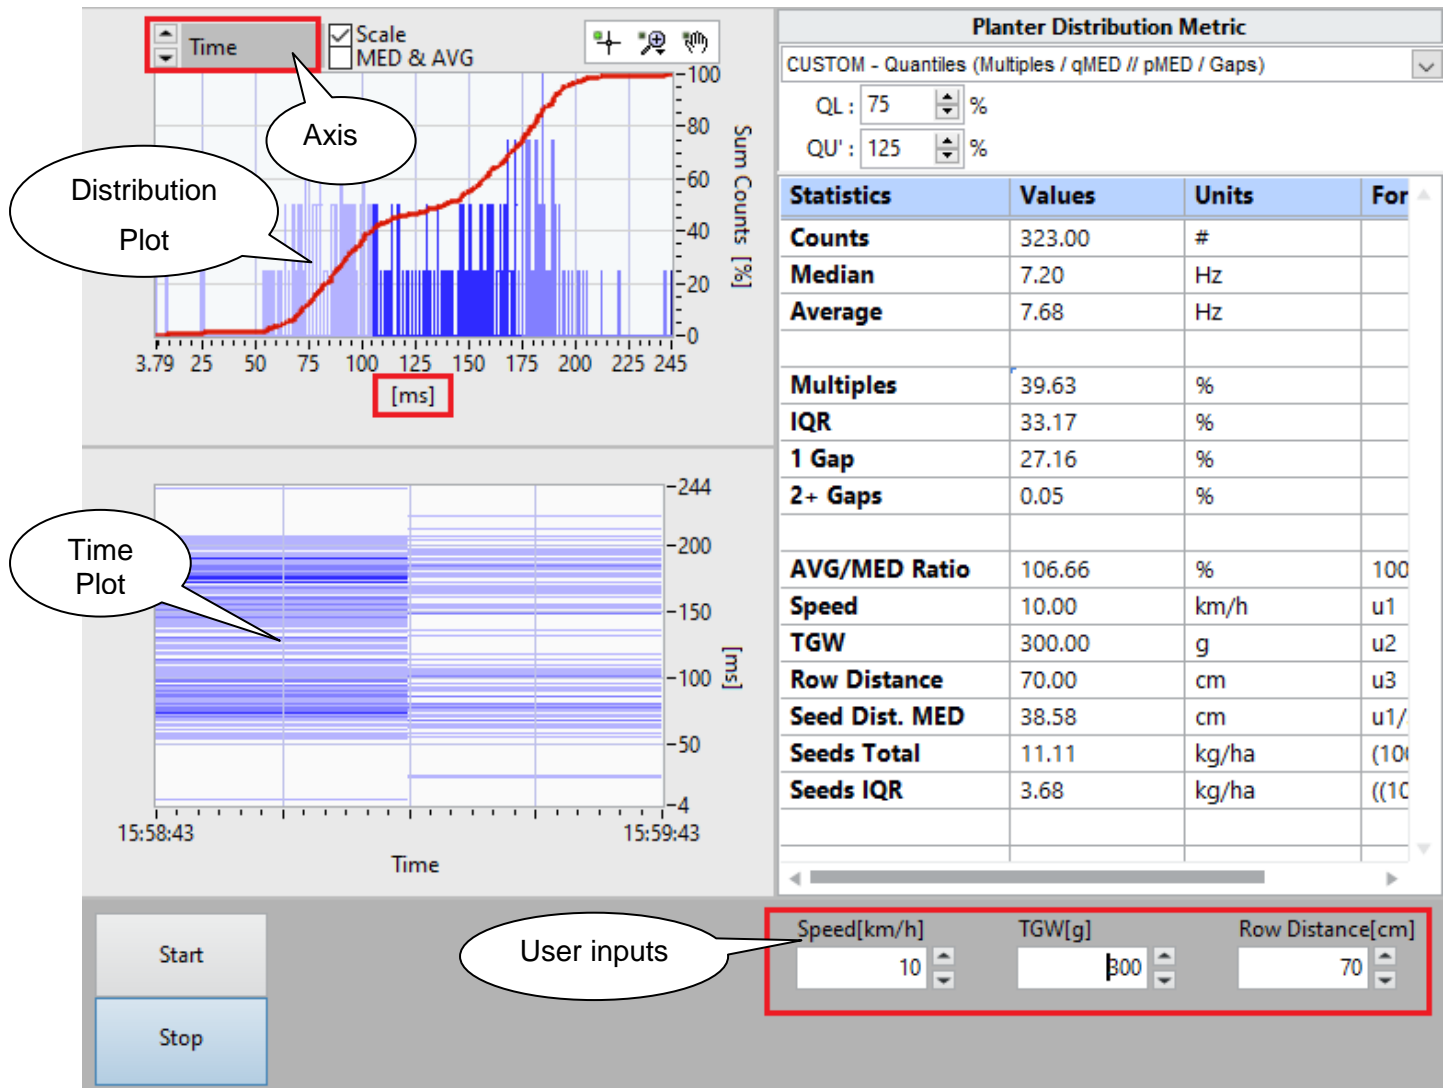 Time
Scale
MED & AVG
Axis
Distribution
Plot
100
80
60
40
20
0
Sum Counts [%]
3.79 25 50 75 100 125 150 175 200 225 245
[ms]
Time
Plot
244
200
150
100
50
4
[ms]
15:58:43 15:59:43
Time
Planter Distribution Metric
CUSTOM - Quantiles (Multiples / qMED // pMED / Gaps)
QL : 75 %
QU' : 125 %
Statistics Values Units For
Counts 323.00 #
Median 7.20 Hz
Average 7.68 Hz
Multiples 39.63 %
IQR 33.17 %
1 Gap 27.16 %
2+ Gaps 0.05 %
AVG/MED Ratio 106.66 % 100
Speed 10.00 km/h u1
TGW 300.00 g u2
Row Distance 70.00 cm u3
Seed Dist. MED 38.58 cm u1/
Seeds Total 11.11 kg/ha (100
Seeds IQR 3.68 kg/ha ((10
Start
Stop
User inputs
Speed[km/h] TGW[g] Row Distance[cm]
10 300 70